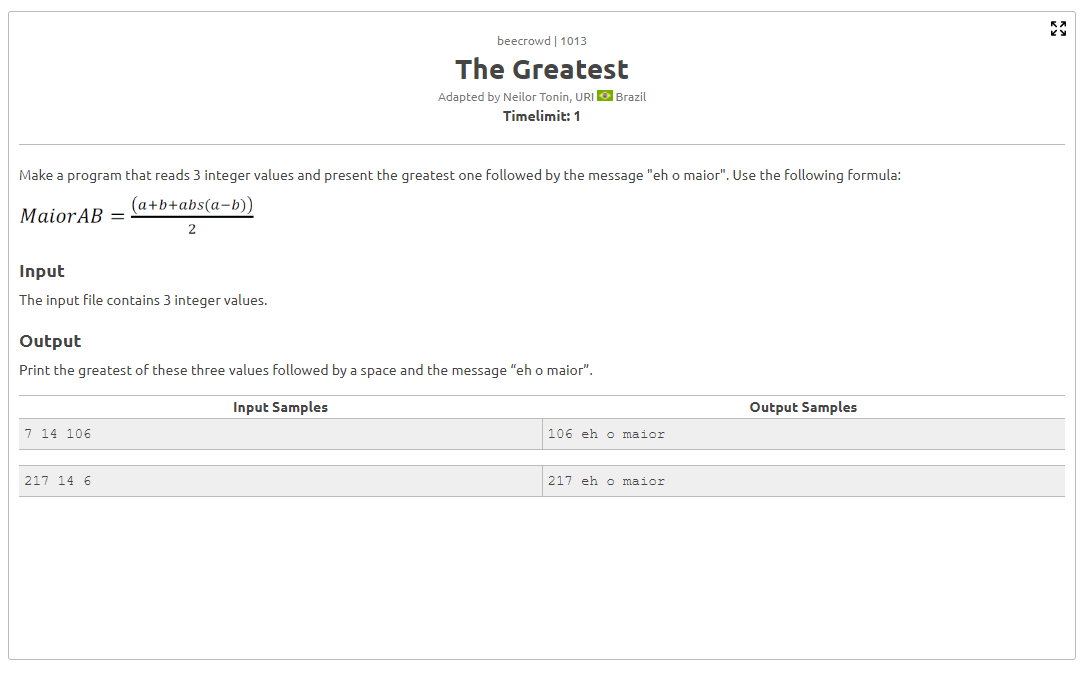 beecrowd | 1013
The Greatest
Adapted by Neilor Tonin, URI Brazil
Timelimit: 1
Make a program that reads 3 integer values and present the greatest one followed by the message "eh o maior". Use the following formula:
MaiorAB = (a+b+abs(a−b))
2
Input
The input file contains 3 integer values.
Output
Print the greatest of these three values followed by a space and the message “eh o maior”.
Input Samples Output Samples
7 14 106 106 eh o maior
217 14 6 217 eh o maior